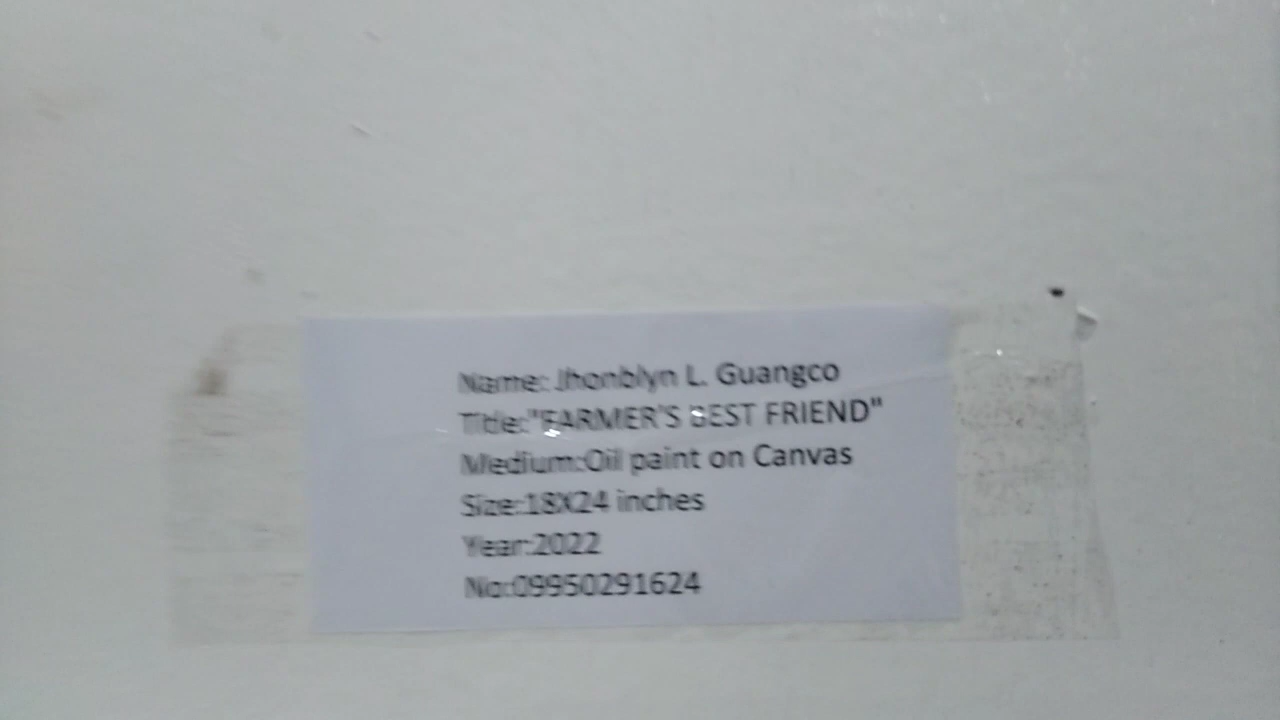 Name: Jhonblyn L. Guangco
Title:"FARMER'S BEST FRIEND"
Medium:Oil paint on Canvas
Size:18X24 inches
Year:2022
No:09950291624